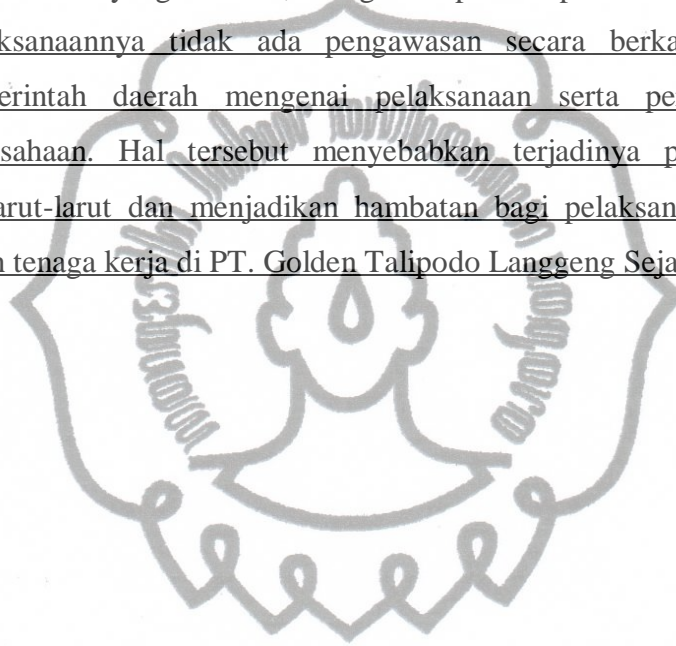 yang
ksanaannya tidak ada pengawasan secara berka
erintah daerah mengenai pelaksanaan serta pe
sahaan. Hal tersebut menyebabkan terjadinya p
arut-larut dan menjadikan hambatan bagi pelaksan
n tenaga kerja di PT. Golden Talipodo Langgeng Seja